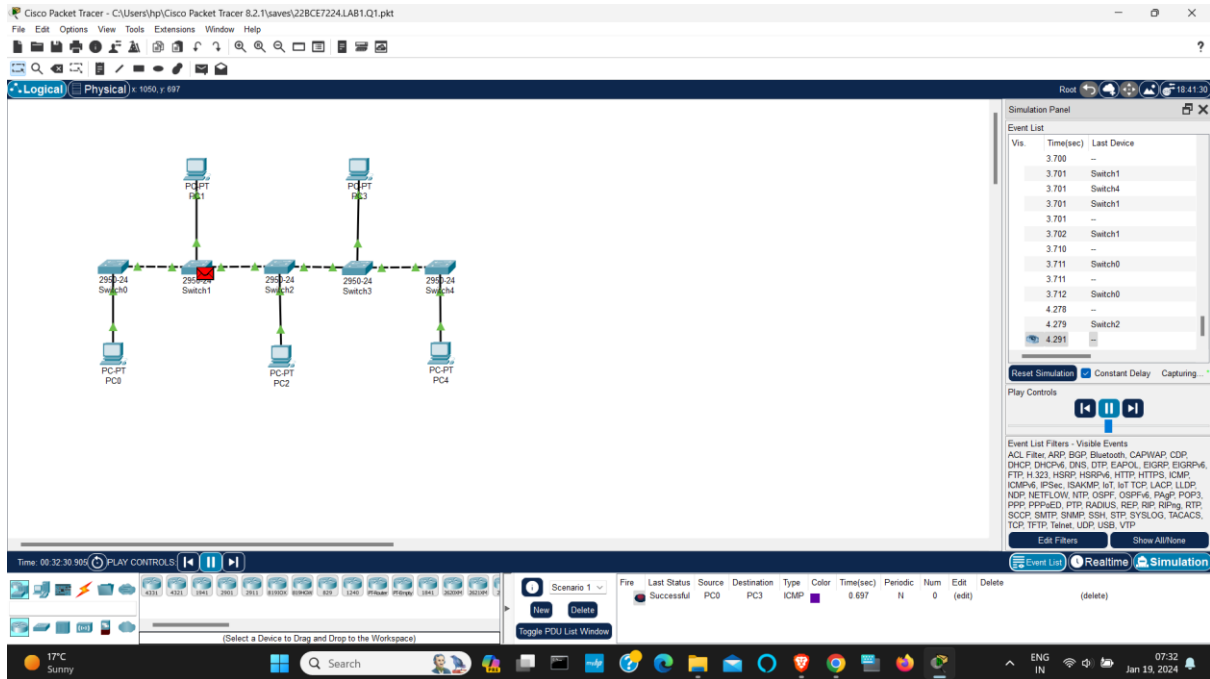 Cisco Packet Tracer - C:\Users\hp\Cisco Packet Tracer 8.2.1\saves\22BCE7224.LAB1.Q1.pkt
File Edit Options View Tools Extensions Window Help
?
Logical Physical x: 1050, y: 697 Root 18:41:30
Simulation Panel
Event List
Vis. Time(sec) Last Device
3.700 --
3.701 Switch1
3.701 Switch4
3.701 Switch1
3.701 --
3.702 Switch1
3.710 --
3.711 Switch0
3.711 --
3.712 Switch0
4.278 --
4.279 Switch2
4.291 --
Reset Simulation Constant Delay Capturing...
Play Controls
Event List Filters - Visible Events
ACL Filter, ARP, BGP, Bluetooth, CAPWAP, CDP,
DHCP, DHCPv6, DNS, DTP, EAPOL, EIGRP, EIGRPv6,
FTP, H.323, HSRP, HSRPv6, HTTP, HTTPS, ICMP,
ICMPv6, IPSec, ISAKMP, IoT, IoT TCP, LACP, LLDP,
NDP, NETFLOW, NTP, OSPF, OSPFv6, PAgP, POP3,
PPP, PPPoED, PTP, RADIUS, REP, RIP, RIPng, RTP,
SCCP, SMTP, SNMP, SSH, STP, SYSLOG, TACACS,
TCP, TFTP, Telnet, UDP, USB, VTP
Edit Filters Show All/None
PC-PT PC-PT
PC1 PC3
2950-24 2950-24 2950-24 2950-24 2950-24
Switch0 Switch1 Switch2 Switch3 Switch4
PC-PT PC-PT PC-PT
PC0 PC2 PC4
Time: 00:32:30.905 PLAY CONTROLS: Event List Realtime Simulation
4331 4321 1941 2901 2911 819IOX 819HGW 829 1240 PT-Router PT-Empty 1841 2620XM 2621XM 2
(Select a Device to Drag and Drop to the Workspace)
Scenario 1
New Delete
Toggle PDU List Window
Fire Last Status Source Destination Type Color Time(sec) Periodic Num Edit Delete
Successful PC0 PC3 ICMP 0.697 N 0 (edit) (delete)
17°C
Sunny
Search
ENG
IN
07:32
Jan 19, 2024